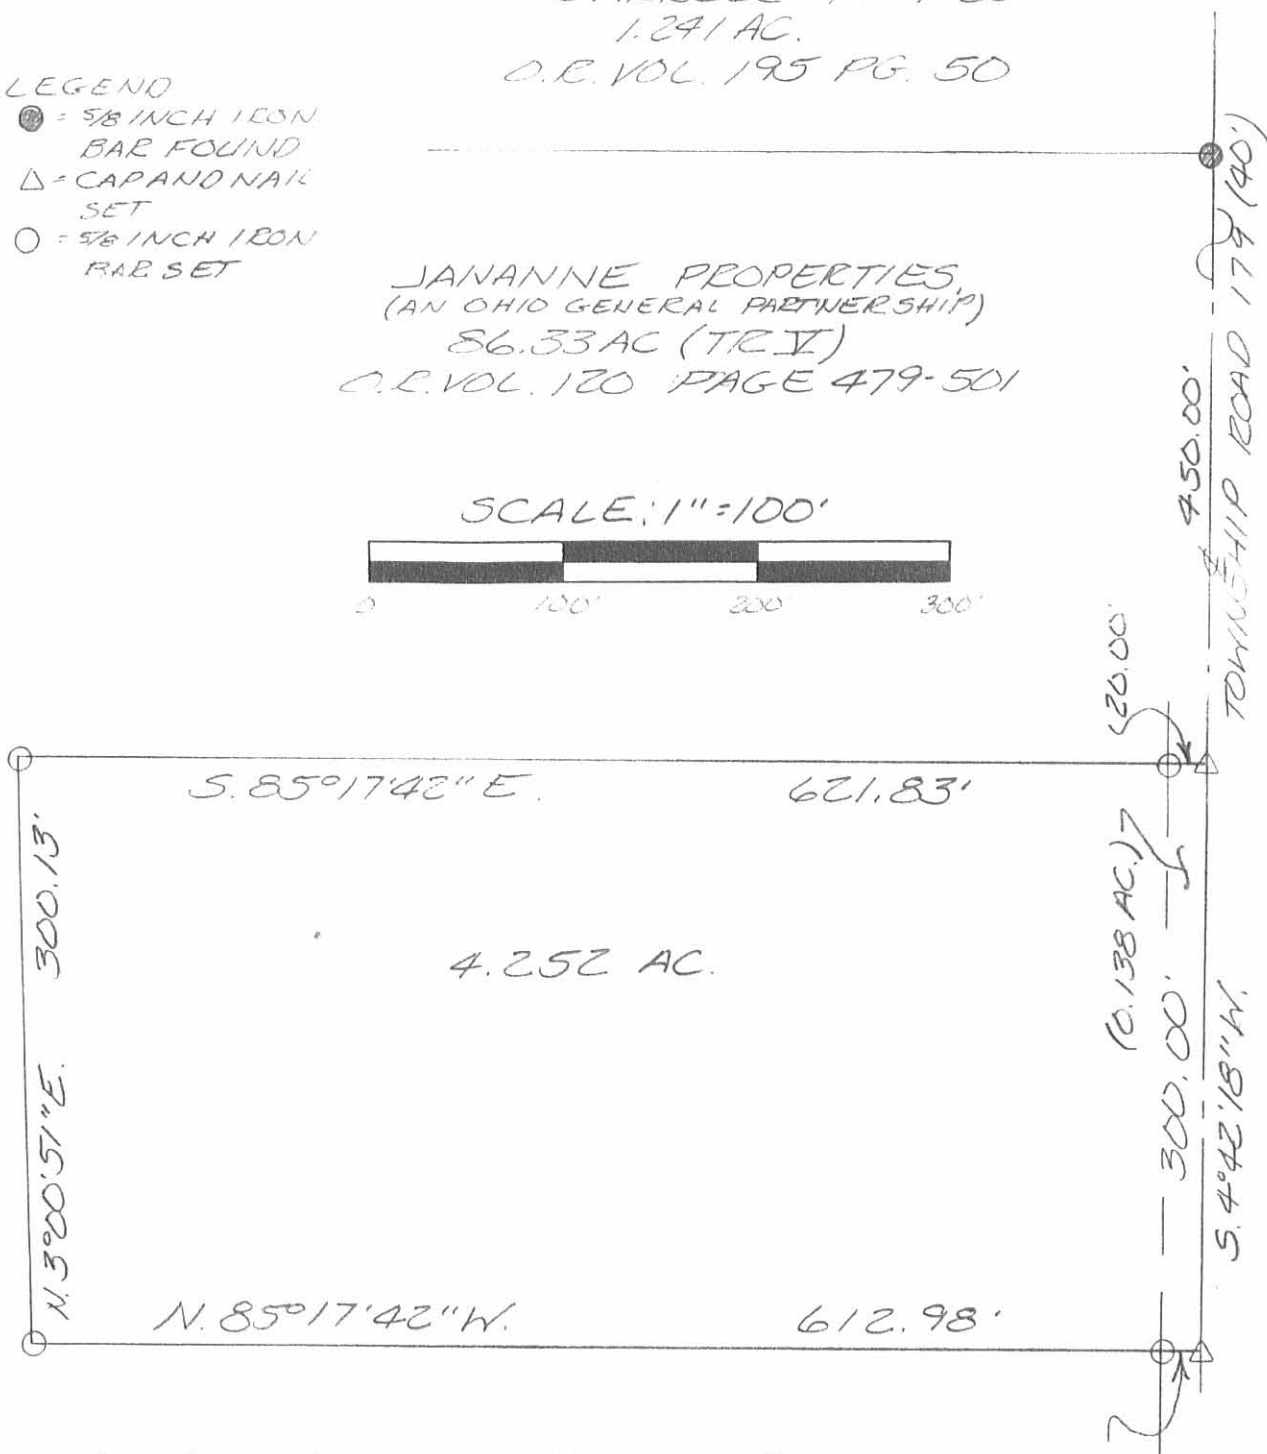 1.241 AC.
O.R. VOL. 195 PG. 50
LEGEND
= 5/8 INCH IRON
BAR FOUND
= CAP AND NAIL
SET
= 5/8 INCH IRON
BAR SET
JANANNE PROPERTIES,
(AN OHIO GENERAL PARTNERSHIP)
86.33 AC (TR. V)
O.R. VOL. 120 PAGE 479-501
TOWNSHIP ROAD 179 (40')
450.00'
SCALE: 1"=100'
0 100' 200' 300'
20.00'
S. 85°17'42" E. 621.83'
N. 3°00'51" E. 300.13'
4.252 AC.
(0.138 AC.)
300.00'
S. 4°42'18" W.
N. 85°17'42" W. 612.98'